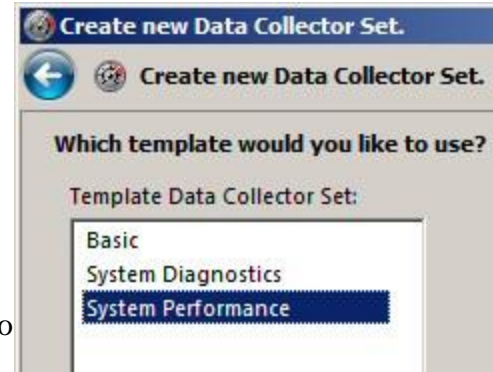 Create new Data Collector Set.
Create new Data Collector Set.
Which template would you like to use?
Template Data Collector Set:
Basic
System Diagnostics
System Performance
o